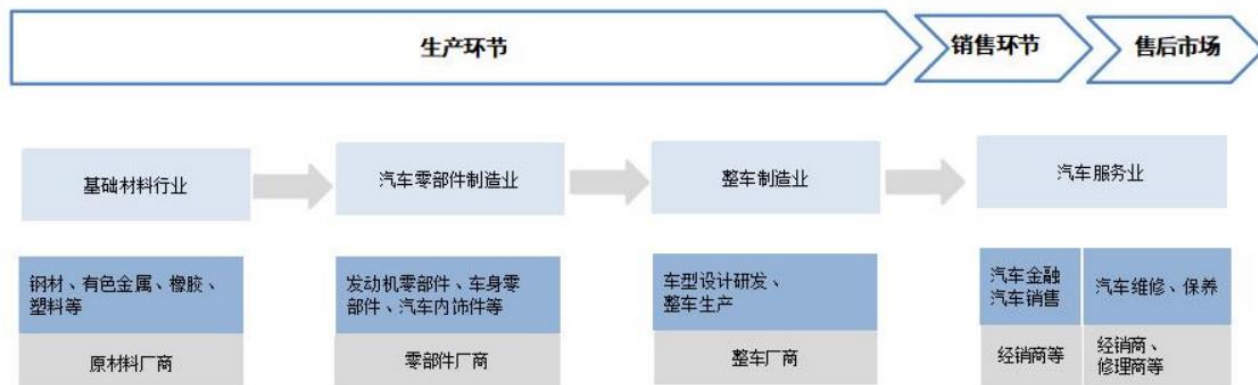 生产环节
销售环节
售后市场
基础材料行业
汽车零部件制造业
整车制造业
汽车服务业
钢材、有色金属、橡胶、
塑料等
发动机零部件、车身零
部件、汽车内饰件等
车型设计研发、
整车生产
汽车金融
汽车销售
汽车维修、保养
原材料厂商
零部件厂商
整车厂商
经销商等
经销商、
修理商等